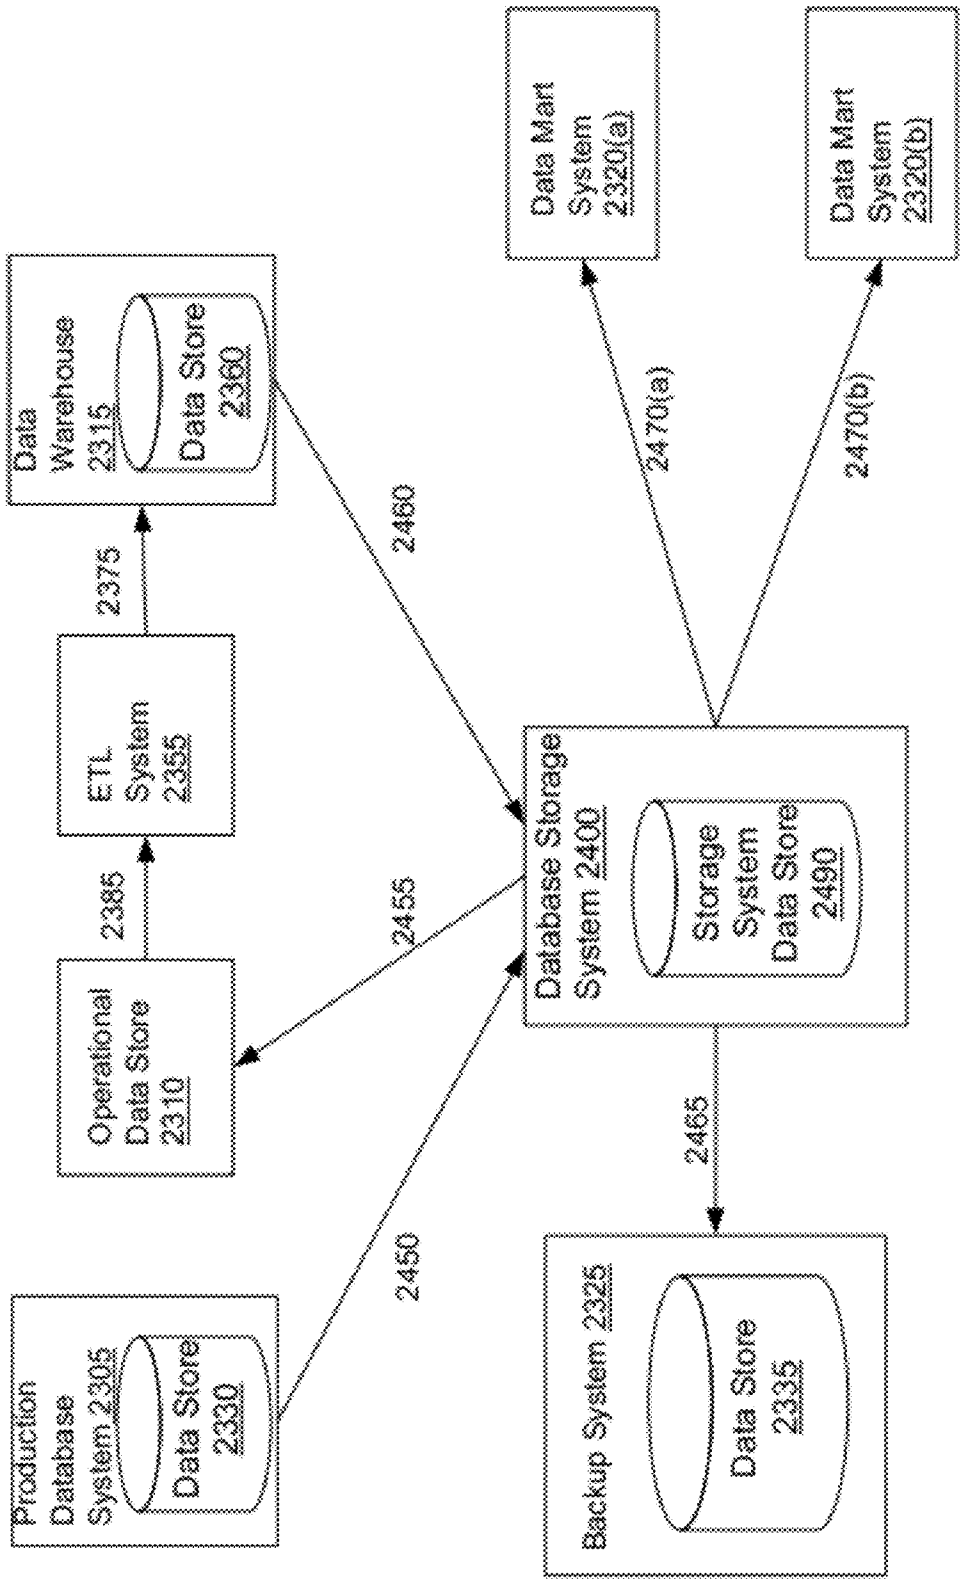 Production
Database
System 2305
Data Store
2330
2450
Operational
Data Store
2310
2385
ETL
System
2355
2375
Data
Warehouse
2315
Data Store
2360
2455
2460
Backup System 2325
Data Store
2335
2465
Database Storage
System 2400
Storage
System
Data Store
2490
2470(a)
2470(b)
Data Mart
System
2320(a)
Data Mart
System
2320(b)